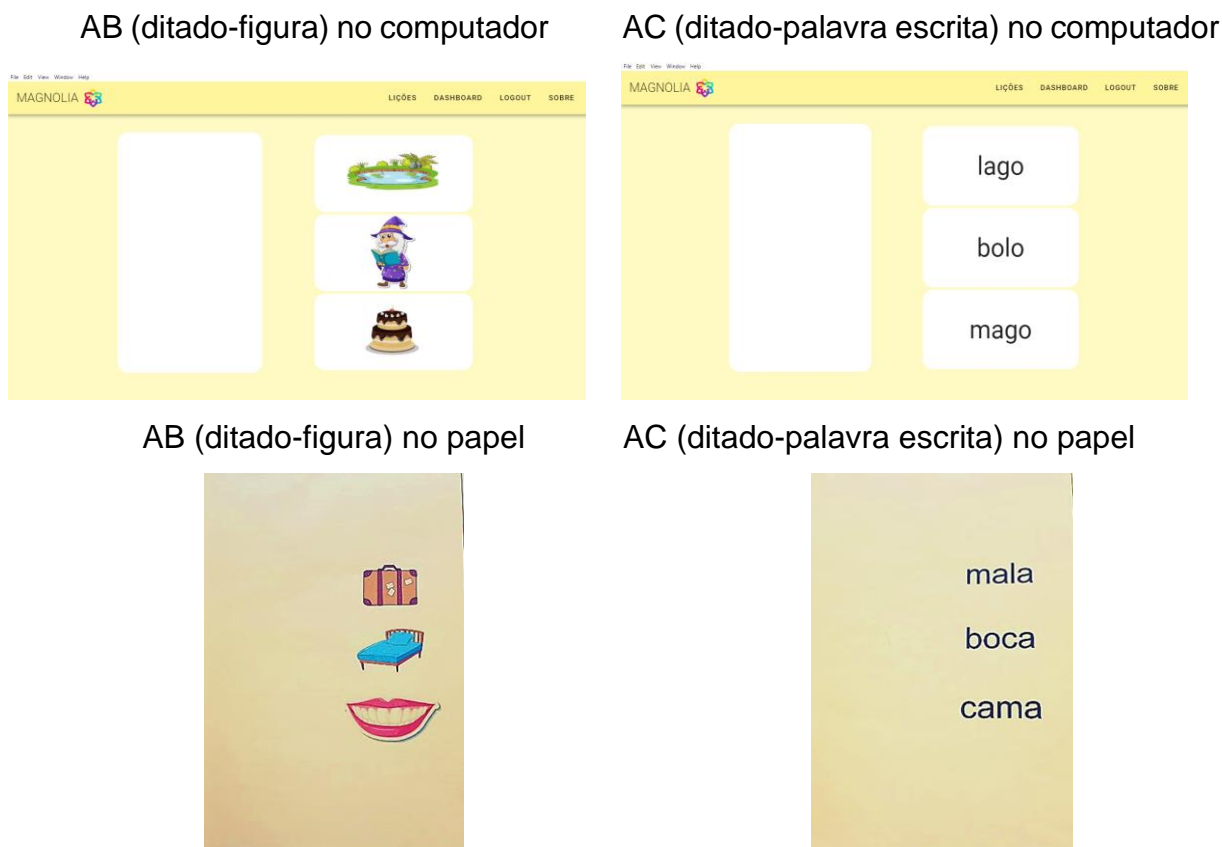 AB (ditado-figura) no computador
AC (ditado-palavra escrita) no computador
File Edit View Window Help
MAGNOLIA
LIÇÕES DASHBOARD LOGOUT SOBRE
File Edit View Window Help
MAGNOLIA
LIÇÕES DASHBOARD LOGOUT SOBRE
lago
bolo
mago
AB (ditado-figura) no papel
AC (ditado-palavra escrita) no papel
mala
boca
cama